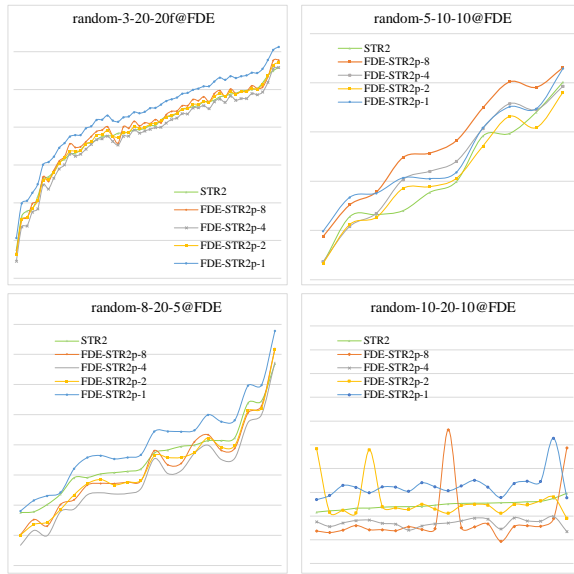 random-3-20-20f@FDE
STR2
FDE-STR2p-8
FDE-STR2p-4
FDE-STR2p-2
FDE-STR2p-1
random-5-10-10@FDE
STR2
FDE-STR2p-8
FDE-STR2p-4
FDE-STR2p-2
FDE-STR2p-1
random-8-20-5@FDE
STR2
FDE-STR2p-8
FDE-STR2p-4
FDE-STR2p-2
FDE-STR2p-1
random-10-20-10@FDE
STR2
FDE-STR2p-8
FDE-STR2p-4
FDE-STR2p-2
FDE-STR2p-1